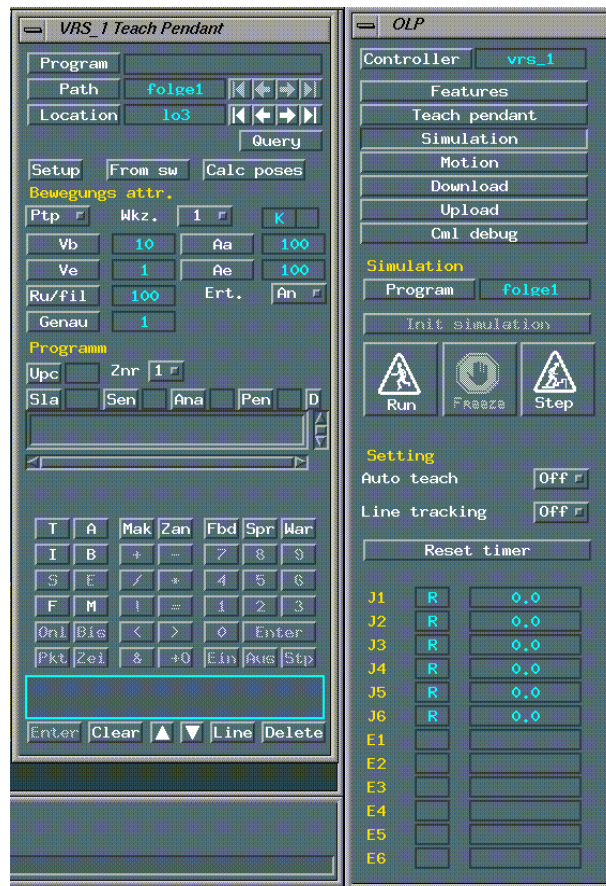 VRS_1 Teach Pendant
Program
Path folge1
Location lo3
Query
Setup From sw Calc poses
Bewegungs attr.
Ptp Wkz. 1 K
Vb 10 Aa 100
Ve 1 Ae 100
Ru/fil 100 Ert. An
Genau 1
Programm
Upc Znr 1
Sla Sen Ana Pen D
T A Mak Zan Fbd Spr War
I B + - 7 8 9
S E / * 4 5 6
F M ! = 1 2 3
Onl Bis < > 0 Enter
Pkt Zei & +0 Ein Aus Stp
Enter Clear Line Delete
OLP
Controller vrs_1
Features
Teach pendant
Simulation
Motion
Download
Upload
Cml debug
Simulation
Program folge1
Init simulation
Run Freeze Step
Setting
Auto teach Off
Line tracking Off
Reset timer
J1 R 0.0
J2 R 0.0
J3 R 0.0
J4 R 0.0
J5 R 0.0
J6 R 0.0
E1
E2
E3
E4
E5
E6